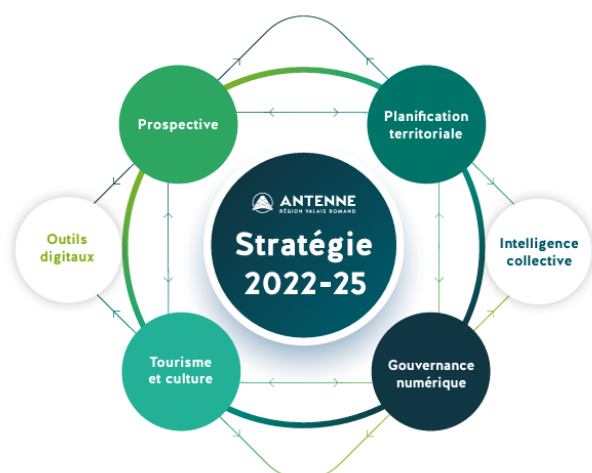 Prospective
Planification
territoriale
ANTENNE
RÉGION VALAIS ROMAND
Stratégie
2022-25
Outils
digitaux
Intelligence
collective
Tourisme
et culture
Gouvernance
numérique